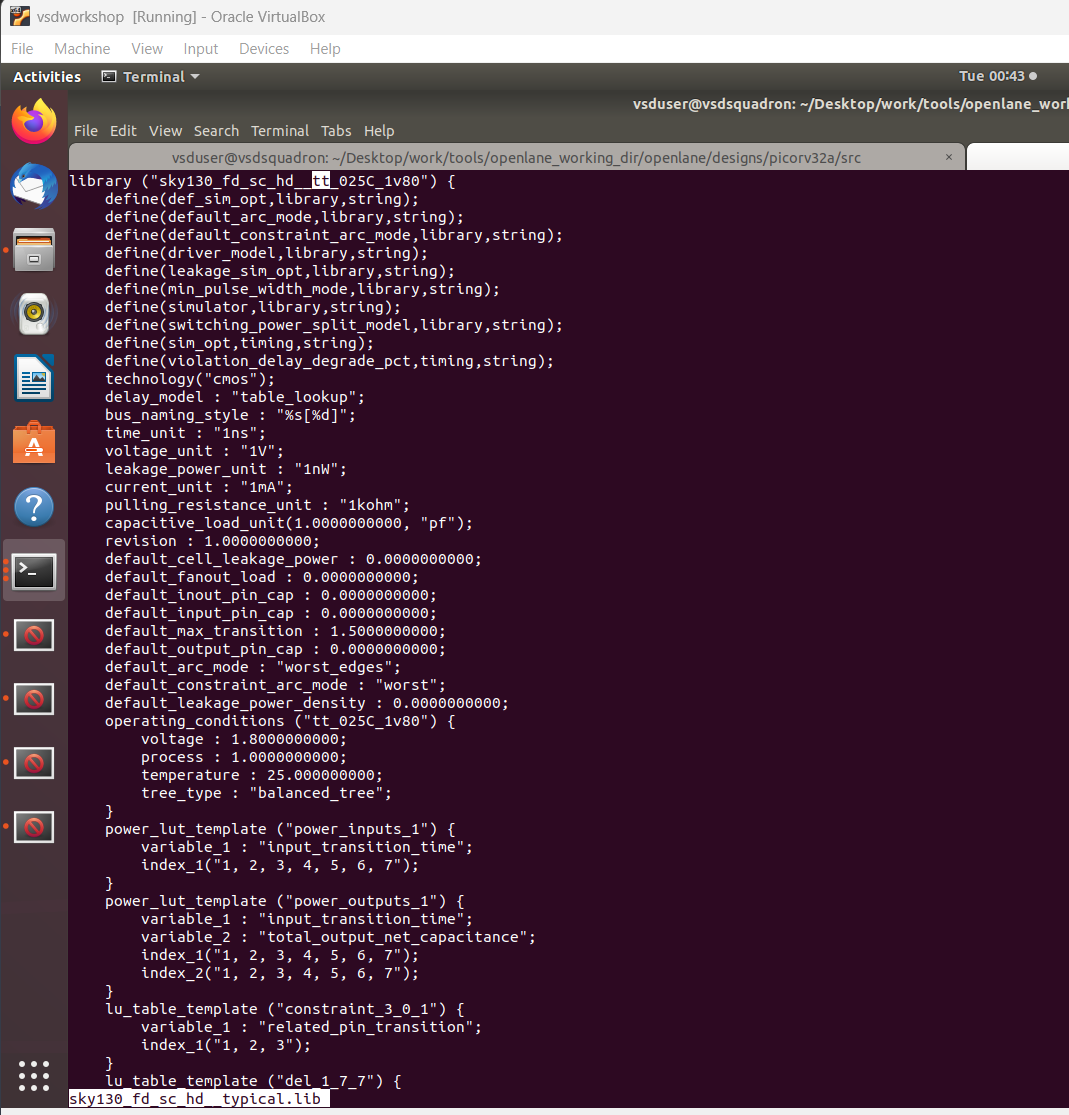 vsdworkshop [Running] - Oracle VirtualBox
File Machine View Input Devices Help
Activities Terminal Tue 00:43
vsduser@vsdsquadron: ~/Desktop/work/tools/openlane_wor
File Edit View Search Terminal Tabs Help
vsduser@vsdsquadron: ~/Desktop/work/tools/openlane_working_dir/openlane/designs/picorv32a/src ×
library ("sky130_fd_sc_hd__tt_025C_1v80") {
    define(def_sim_opt,library,string);
    define(default_arc_mode,library,string);
    define(default_constraint_arc_mode,library,string);
    define(driver_model,library,string);
    define(leakage_sim_opt,library,string);
    define(min_pulse_width_mode,library,string);
    define(simulator,library,string);
    define(switching_power_split_model,library,string);
    define(sim_opt,timing,string);
    define(violation_delay_degrade_pct,timing,string);
    technology("cmos");
    delay_model : "table_lookup";
    bus_naming_style : "%s[%d]";
    time_unit : "1ns";
    voltage_unit : "1V";
    leakage_power_unit : "1nW";
    current_unit : "1mA";
    pulling_resistance_unit : "1kohm";
    capacitive_load_unit(1.0000000000, "pf");
    revision : 1.0000000000;
    default_cell_leakage_power : 0.0000000000;
    default_fanout_load : 0.0000000000;
    default_inout_pin_cap : 0.0000000000;
    default_input_pin_cap : 0.0000000000;
    default_max_transition : 1.5000000000;
    default_output_pin_cap : 0.0000000000;
    default_arc_mode : "worst_edges";
    default_constraint_arc_mode : "worst";
    default_leakage_power_density : 0.0000000000;
    operating_conditions ("tt_025C_1v80") {
        voltage : 1.8000000000;
        process : 1.0000000000;
        temperature : 25.000000000;
        tree_type : "balanced_tree";
    }
    power_lut_template ("power_inputs_1") {
        variable_1 : "input_transition_time";
        index_1("1, 2, 3, 4, 5, 6, 7");
    }
    power_lut_template ("power_outputs_1") {
        variable_1 : "input_transition_time";
        variable_2 : "total_output_net_capacitance";
        index_1("1, 2, 3, 4, 5, 6, 7");
        index_2("1, 2, 3, 4, 5, 6, 7");
    }
    lu_table_template ("constraint_3_0_1") {
        variable_1 : "related_pin_transition";
        index_1("1, 2, 3");
    }
    lu_table_template ("del_1_7_7") {
sky130_fd_sc_hd__typical.lib